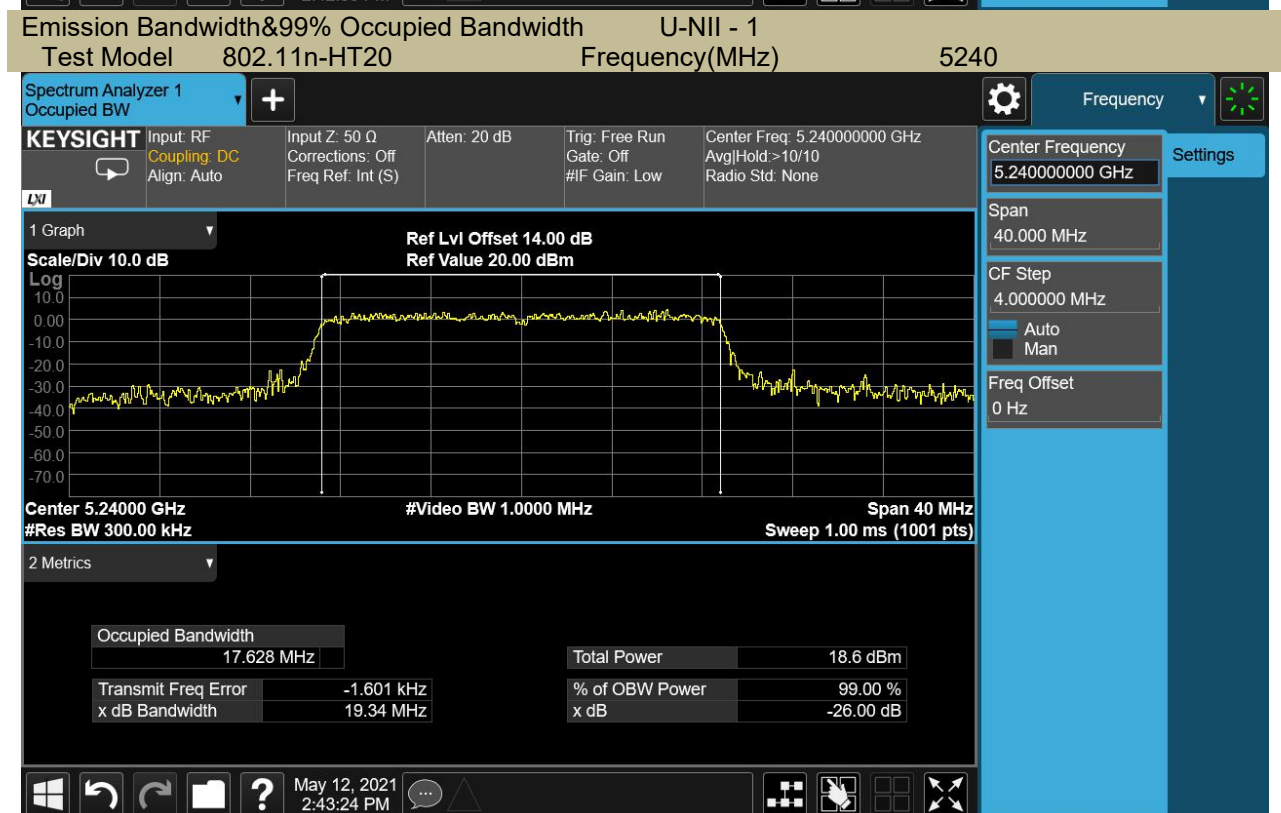 Emission Bandwidth&99% Occupied Bandwidth U-NII - 1
Test Model 802.11n-HT20 Frequency(MHz) 5240
Spectrum Analyzer 1
Occupied BW
+
Frequency
KEYSIGHT
LXI
Input: RF
Coupling: DC
Align: Auto
Input Z: 50 Ω
Corrections: Off
Freq Ref: Int (S)
Atten: 20 dB
Trig: Free Run
Gate: Off
#IF Gain: Low
Center Freq: 5.240000000 GHz
Avg|Hold:>10/10
Radio Std: None
Center Frequency
5.240000000 GHz
Settings
Span
40.000 MHz
CF Step
4.000000 MHz
Auto
Man
Freq Offset
0 Hz
1 Graph
Scale/Div 10.0 dB
Ref Lvl Offset 14.00 dB
Ref Value 20.00 dBm
Log
10.0
0.00
-10.0
-20.0
-30.0
-40.0
-50.0
-60.0
-70.0
Center 5.24000 GHz #Video BW 1.0000 MHz Span 40 MHz
#Res BW 300.00 kHz Sweep 1.00 ms (1001 pts)
2 Metrics
Occupied Bandwidth
17.628 MHz Total Power 18.6 dBm
Transmit Freq Error -1.601 kHz % of OBW Power 99.00 %
x dB Bandwidth 19.34 MHz x dB -26.00 dB
?
May 12, 2021
2:43:24 PM